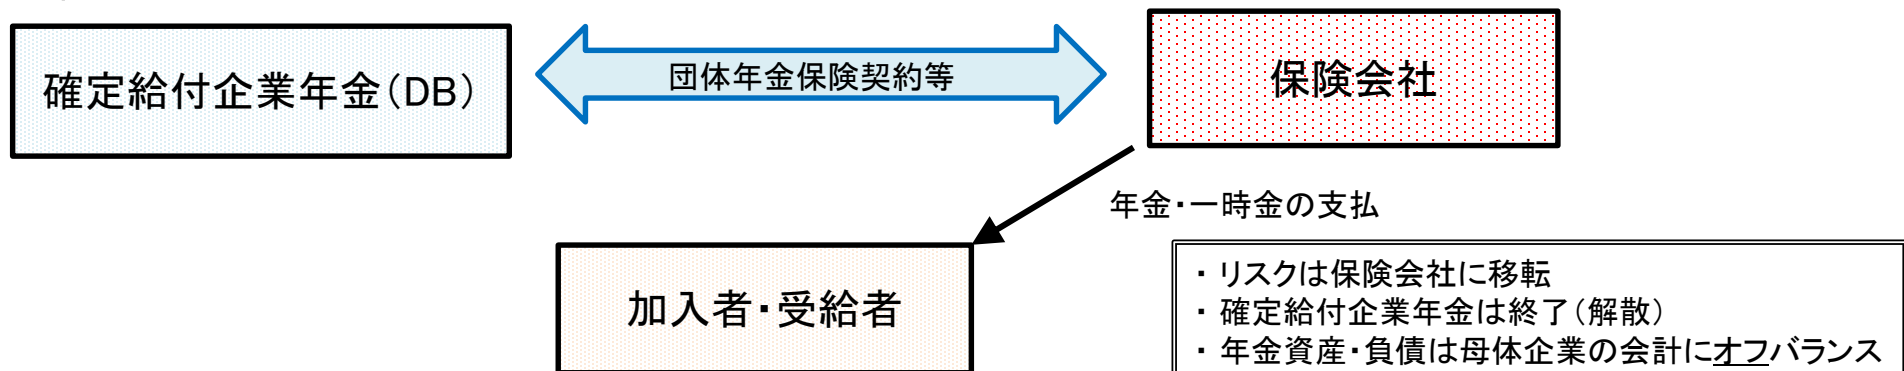 確定給付企業年金(DB)
団体年金保険契約等
保険会社
年金・一時金の支払
加入者・受給者
・ リスクは保険会社に移転
・ 確定給付企業年金は終了(解散)
・ 年金資産・負債は母体企業の会計にオフバランス